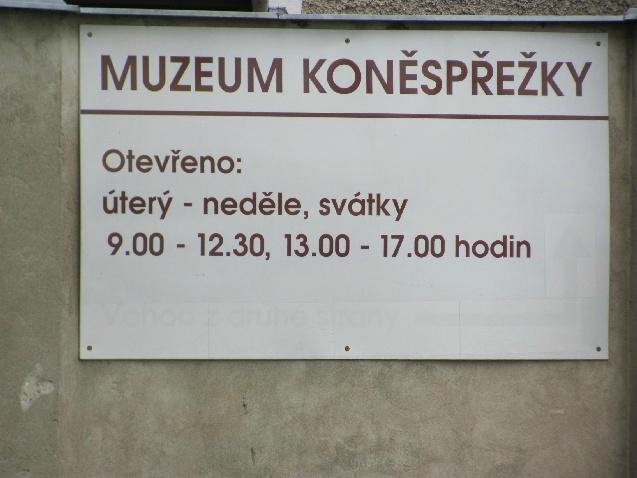 MUZEUM KONĚSPŘEŽKY
Otevřeno:
úterý - neděle, svátky
9.00 - 12.30, 13.00 - 17.00 hodin
Vchod z druhé strany